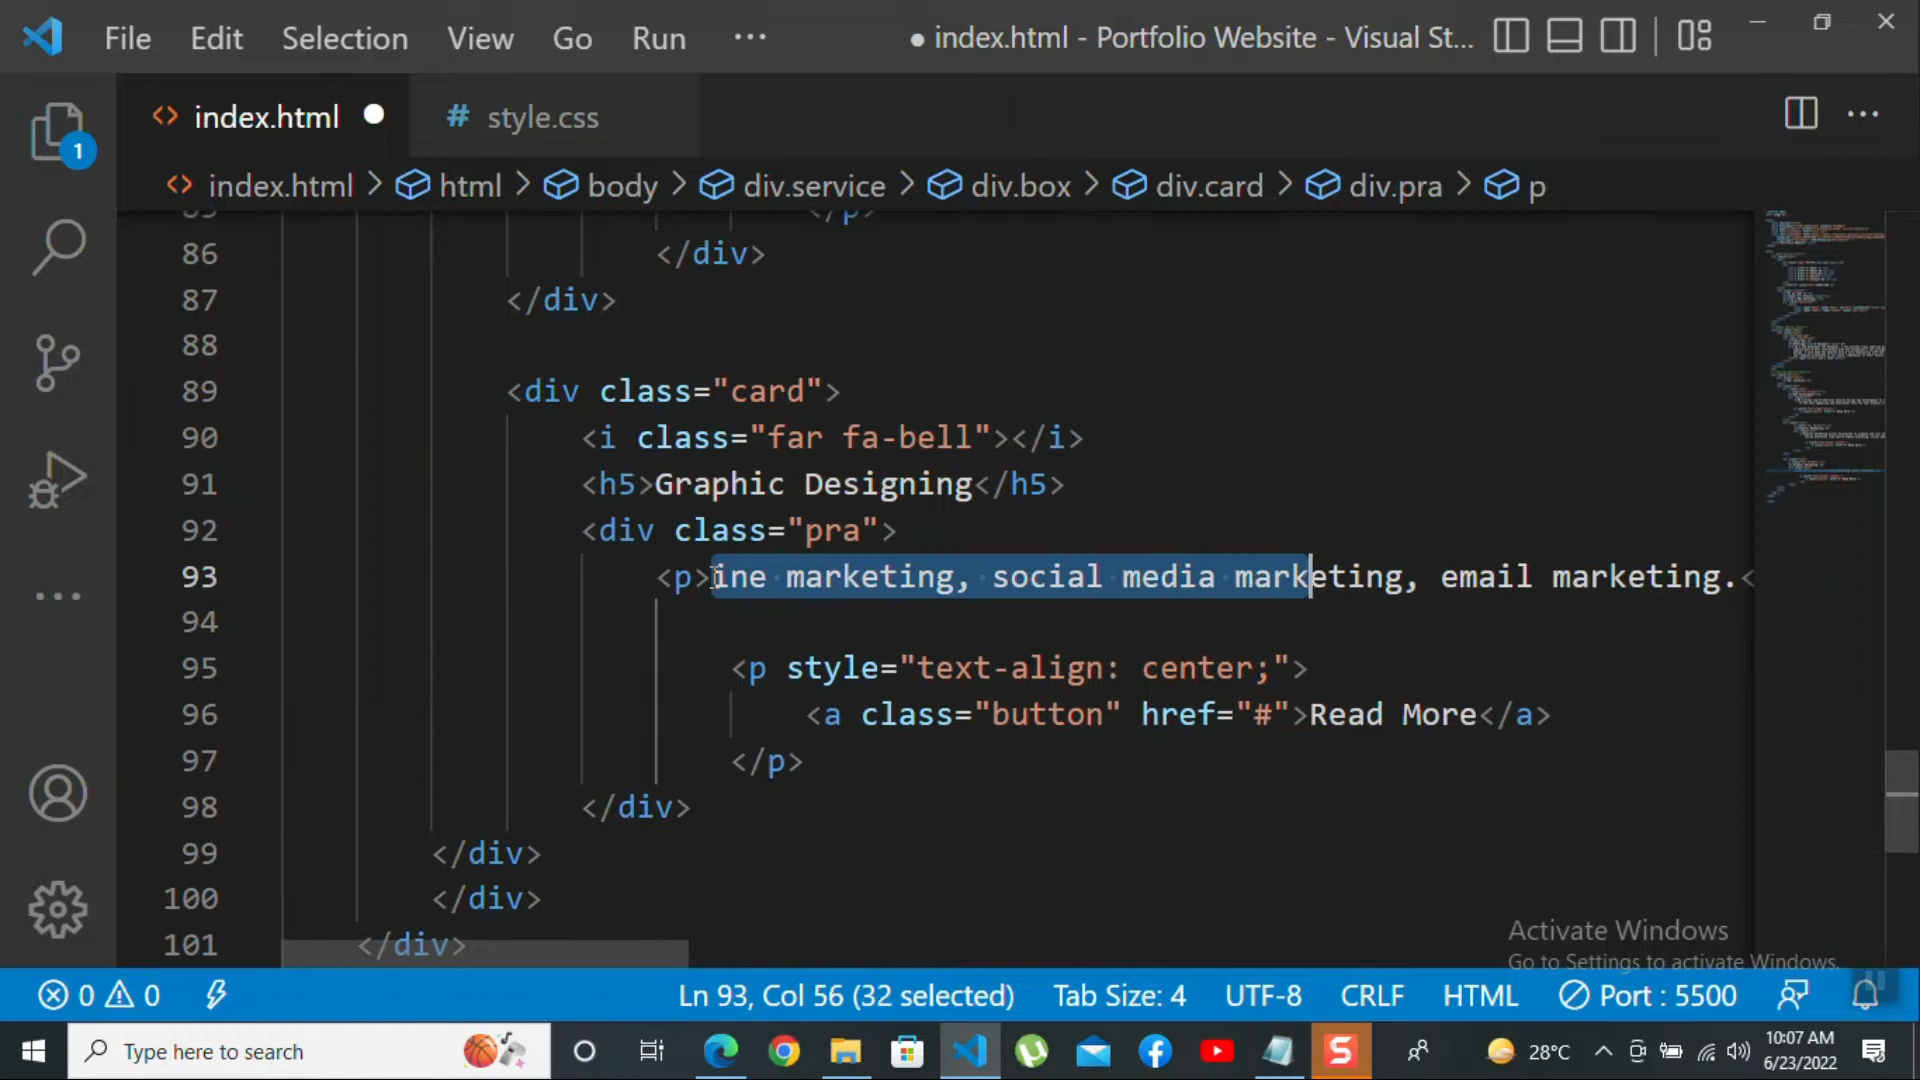 File Edit Selection View Go Run ... ● index.html - Portfolio Website - Visual St...
<> index.html ● # style.css ...
1
<> index.html > html > body > div.service > div.box > div.card > div.pra > p
</p>
86 </div>
87 </div>
88
89 <div class="card">
90 <i class="far fa-bell"></i>
91 <h5>Graphic Designing</h5>
92 <div class="pra">
93 <p>ine marketing, social media marketing, email marketing.<
94
95 <p style="text-align: center;">
96 <a class="button" href="#">Read More</a>
97 </p>
98 </div>
99 </div>
100 </div>
101 </div>
Activate Windows
Go to Settings to activate Windows.
0 0 Ln 93, Col 56 (32 selected) Tab Size: 4 UTF-8 CRLF HTML Port : 5500
Type here to search S 28°C 10:07 AM
6/23/2022